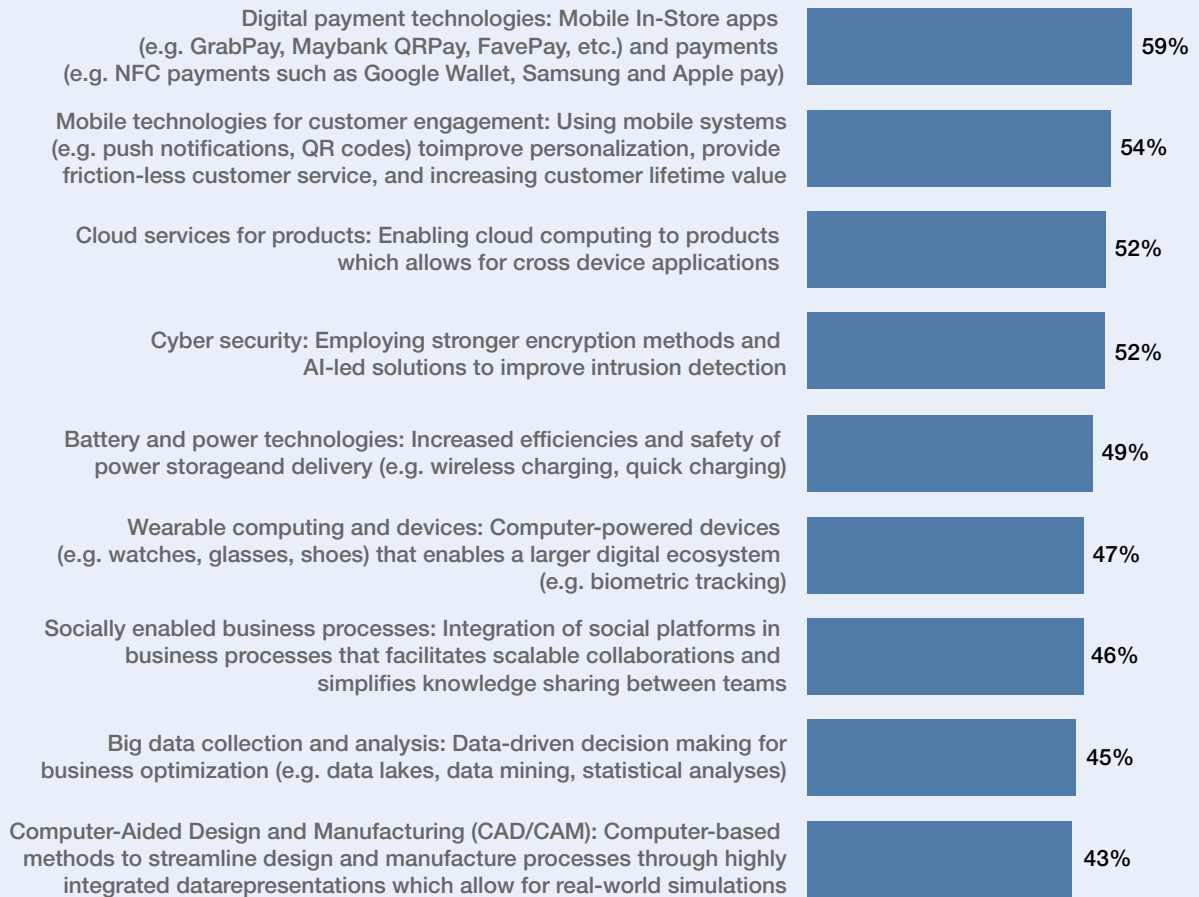 Digital payment technologies: Mobile In-Store apps
(e.g. GrabPay, Maybank QRPay, FavePay, etc.) and payments
(e.g. NFC payments such as Google Wallet, Samsung and Apple pay)
59%
Mobile technologies for customer engagement: Using mobile systems
(e.g. push notifications, QR codes) toimprove personalization, provide
friction-less customer service, and increasing customer lifetime value
54%
Cloud services for products: Enabling cloud computing to products
which allows for cross device applications
52%
Cyber security: Employing stronger encryption methods and
AI-led solutions to improve intrusion detection
52%
Battery and power technologies: Increased efficiencies and safety of
power storageand delivery (e.g. wireless charging, quick charging)
49%
Wearable computing and devices: Computer-powered devices
(e.g. watches, glasses, shoes) that enables a larger digital ecosystem
(e.g. biometric tracking)
47%
Socially enabled business processes: Integration of social platforms in
business processes that facilitates scalable collaborations and
simplifies knowledge sharing between teams
46%
Big data collection and analysis: Data-driven decision making for
business optimization (e.g. data lakes, data mining, statistical analyses)
45%
Computer-Aided Design and Manufacturing (CAD/CAM): Computer-based
methods to streamline design and manufacture processes through highly
integrated datarepresentations which allow for real-world simulations
43%